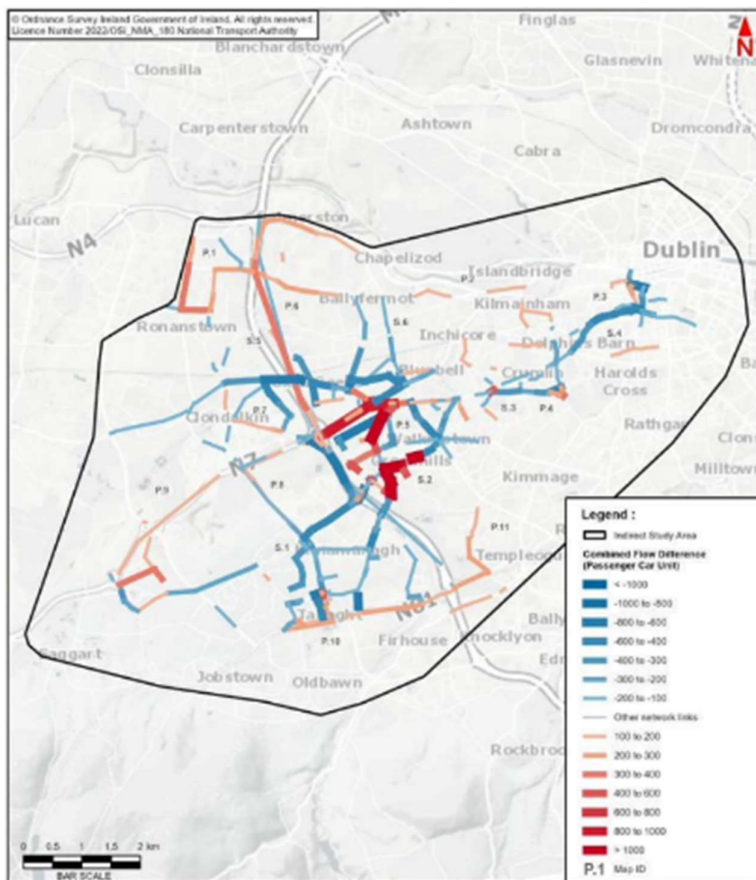 © Ordnance Survey Ireland Government of Ireland. All rights reserved.
Licence Number 2022/OSi_NMA_180 National Transport Authority
Finglas
N
Blanchardstown
Clonsilla
Glasnevin
Carpenterstown
Ashtown
Dromcondra
Cabra
Lucan
N4
P.1
Chapelizod
Dublin
Islandbridge
P.2
P.6
Ballyfermot
Kilmainham
P.3
Ronanstown
S.5
S.6
Inchicore
S.4
Dolphins Barn
Bluebell
Crumlin
Harolds
Cross
S.3
P.4
Clondalkin
P.7
P.5
Rathgar
N7
S.2
Kimmage
Milltown
P.8
P.9
S.1
P.11
Tallaght
N81
P.10
Firhouse
Knocklyon
Saggart
Jobstown
Oldbawn
Legend :
Indirect Study Area
Combined Flow Difference
(Passenger Car Unit)
< -1000
-1000 to -800
-800 to -600
-600 to -400
-400 to -300
-300 to -200
-200 to -100
Other network links
100 to 200
200 to 300
300 to 400
400 to 600
600 to 800
800 to 1000
> 1000
P.1 Map ID
0 0.5 1 1.5 2 km
BAR SCALE